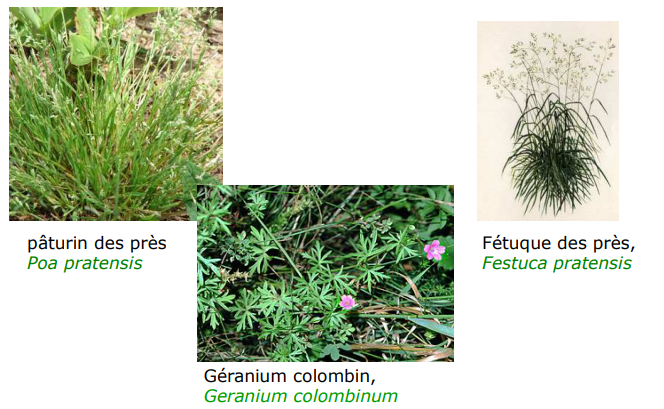 pâturin des près
Poa pratensis
Fétuque des près,
Festuca pratensis
Géranium colombin,
Geranium colombinum